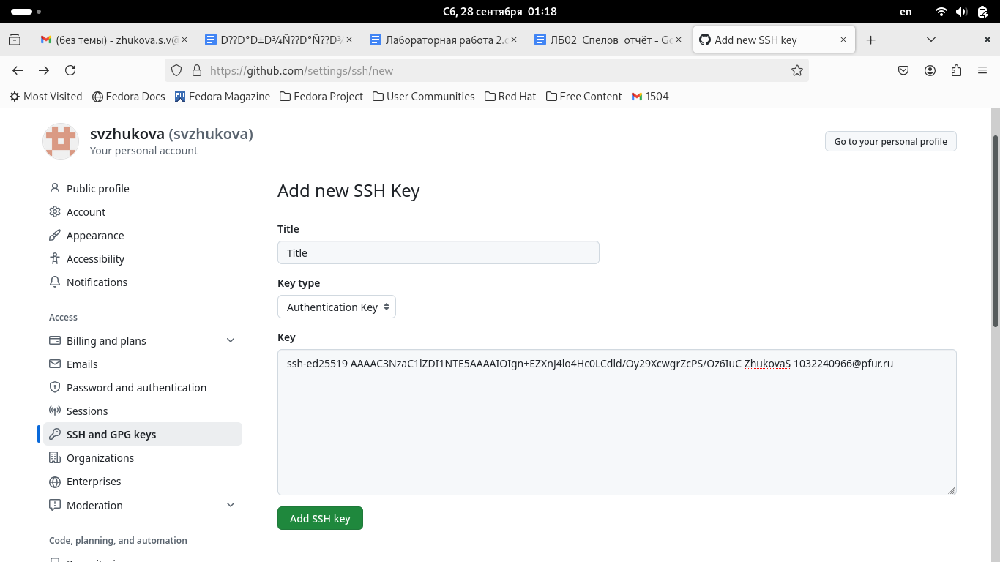 Сб, 28 сентября 01:18
en
(без темы) – zhukova.s.v@
Лабораторная работа 2.
ЛБ02_Спелов_отчёт - Go
Add new SSH key
https://github.com/settings/ssh/new
Most Visited
Fedora Docs
Fedora Magazine
Fedora Project
User Communities
Red Hat
Free Content
1504
svzhukova (svzhukova)
Your personal account
Go to your personal profile
Public profile
Account
Appearance
Accessibility
Notifications
Access
Billing and plans
Emails
Password and authentication
Sessions
SSH and GPG keys
Organizations
Enterprises
Moderation
Code, planning, and automation
Add new SSH Key
Title
Title
Key type
Authentication Key
Key
ssh-ed25519 AAAAC3NzaC1lZDI1NTE5AAAAIOIgn+EZXnJ4lo4Hc0LCdld/Oy29XcwgrZcPS/Oz6IuC ZhukovaS 1032240966@pfur.ru
Add SSH key